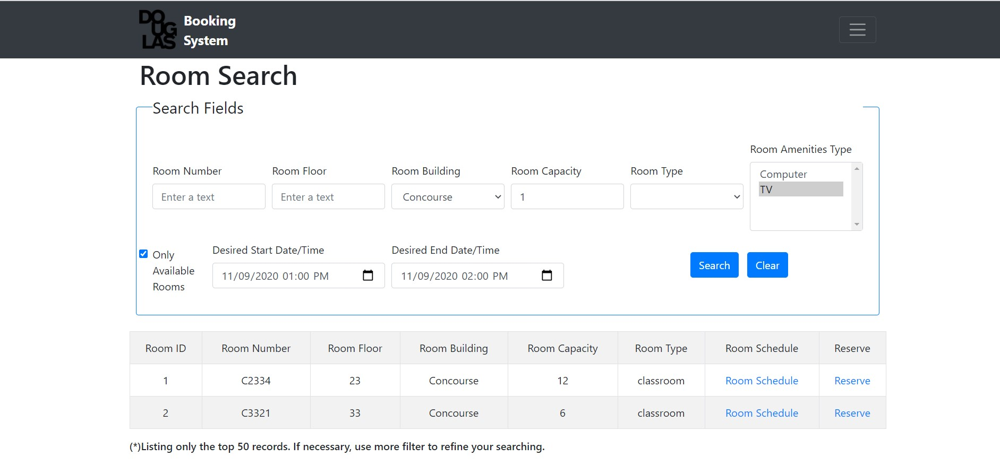 DOUGLAS
Booking
System
Room Search
Search Fields
Room Number
Room Floor
Room Building
Room Capacity
Room Type
Room Amenities Type
Enter a text
Enter a text
Concourse
1
Computer
TV
Only
Available
Rooms
Desired Start Date/Time
11/09/2020 01:00 PM
Desired End Date/Time
11/09/2020 02:00 PM
Search
Clear
Room ID Room Number Room Floor Room Building Room Capacity Room Type Room Schedule Reserve
1 C2334 23 Concourse 12 classroom Room Schedule Reserve
2 C3321 33 Concourse 6 classroom Room Schedule Reserve
(*)Listing only the top 50 records. If necessary, use more filter to refine your searching.